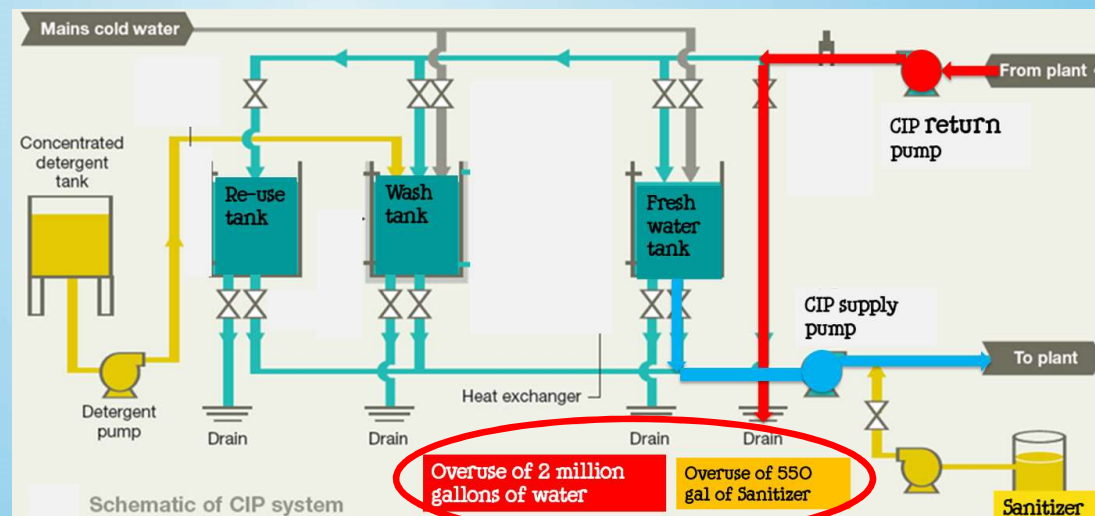 Mains cold water
From plant
CIP return
pump
Concentrated
detergent
tank
Re-use
tank
Wash
tank
Fresh
water
tank
CIP supply
pump
To plant
Heat exchanger
Detergent
pump
Drain
Drain
Drain
Drain
Overuse of 2 million
gallons of water
Overuse of 550
gal of Sanitizer
Sanitizer
Schematic of CIP system